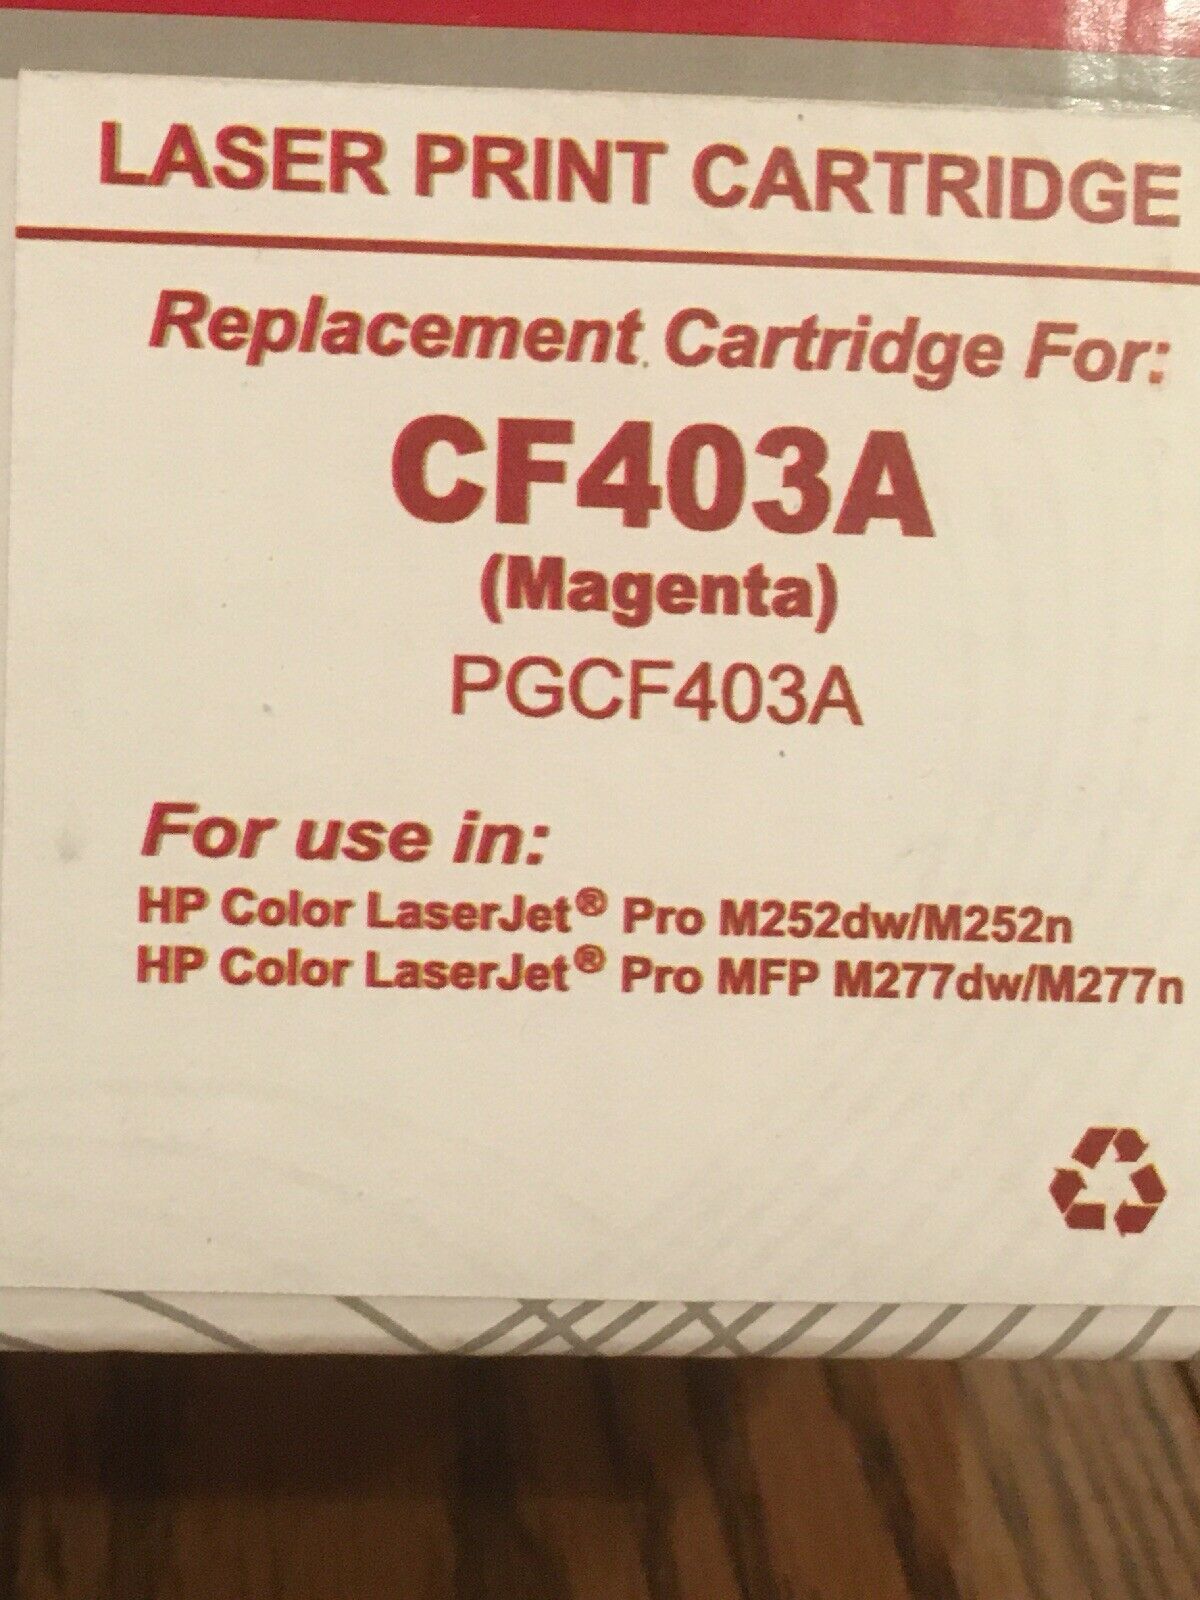 LASER PRINT CARTRIDGE
Replacement Cartridge For:
CF403A
(Magenta)
PGCF403A
For use in:
HP Color LaserJet® Pro M252dw/M252n
HP Color LaserJet® Pro MFP M277dw/M277n